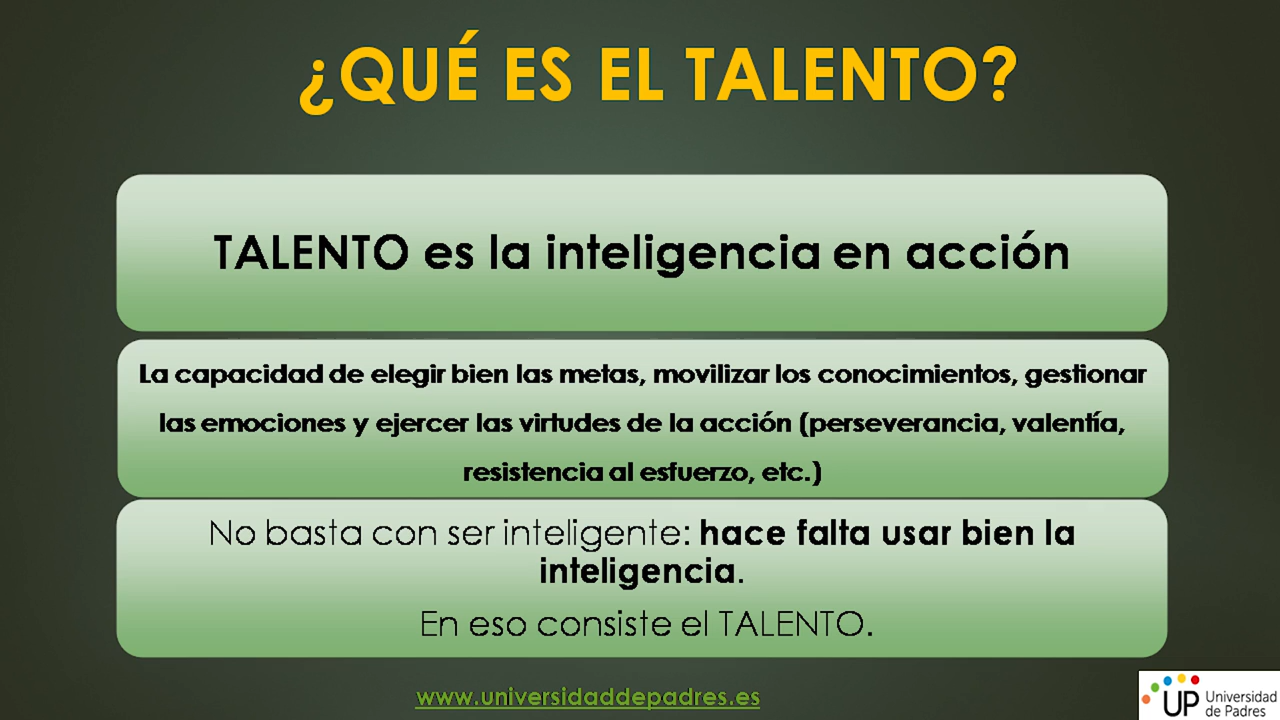 ¿QUÉ ES EL TALENTO?
TALENTO es la inteligencia en acción
La capacidad de elegir bien las metas, movilizar los conocimientos, gestionar
las emociones y ejercer las virtudes de la acción (perseverancia, valentía,
resistencia al esfuerzo, etc.)
No basta con ser inteligente: hace falta usar bien la
inteligencia.
En eso consiste el TALENTO.
www.universidaddepadres.es
UP Universidad
de Padres